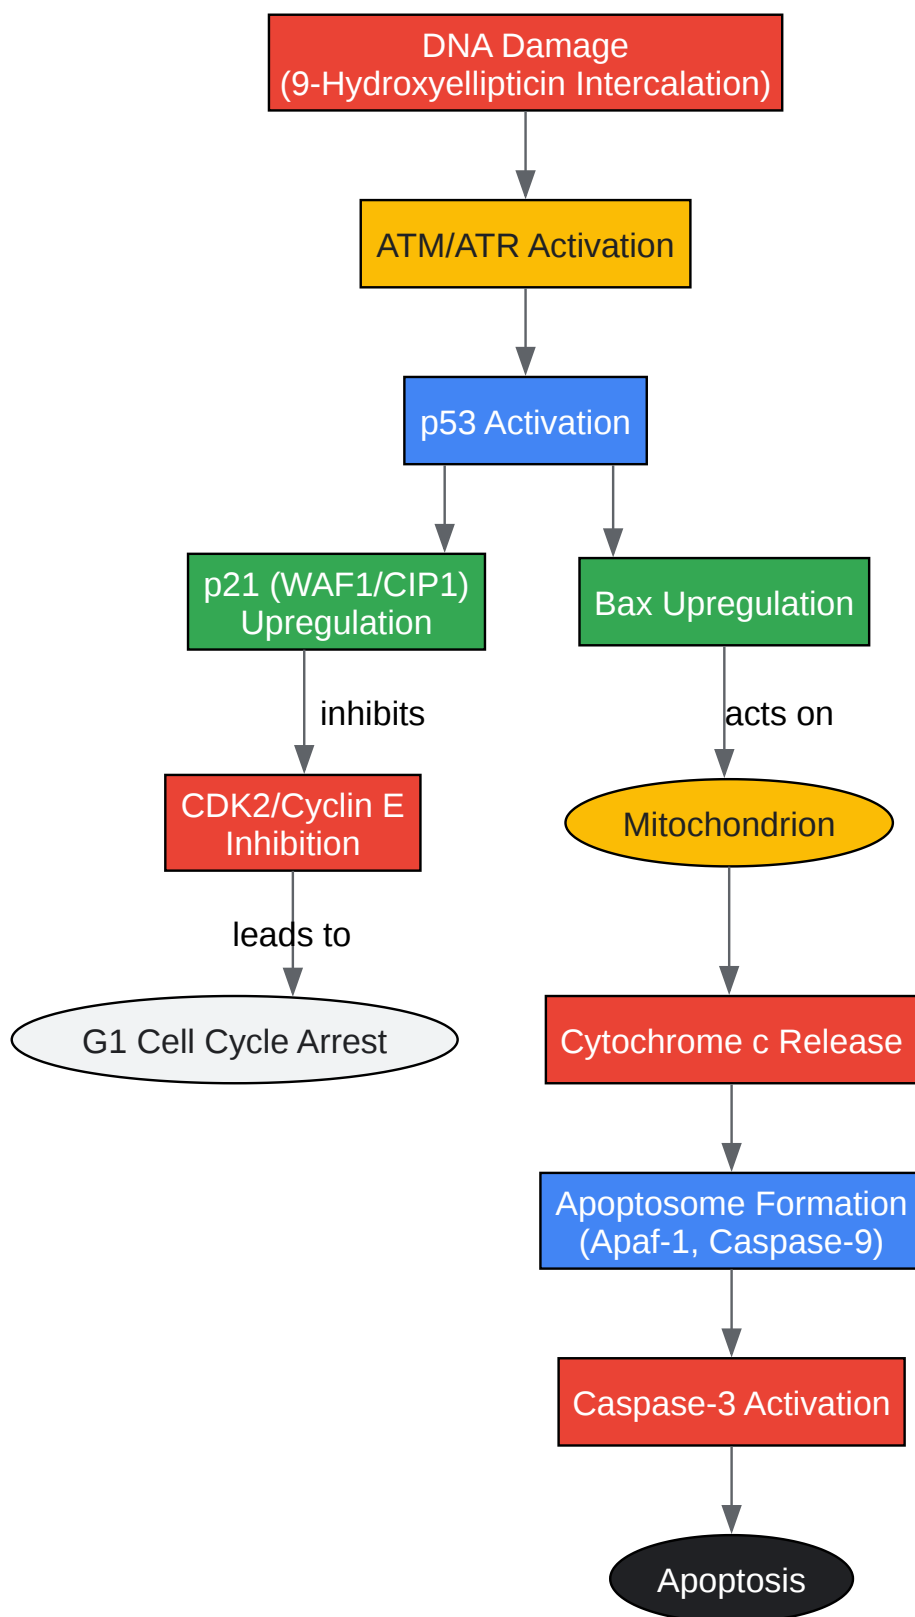 DNA Damage
(9-Hydroxyellipticin Intercalation)
ATM/ATR Activation
p53 Activation
p21 (WAF1/CIP1)
Upregulation
Bax Upregulation
inhibits
acts on
CDK2/Cyclin E
Inhibition
Mitochondrion
leads to
G1 Cell Cycle Arrest
Cytochrome c Release
Apoptosome Formation
(Apaf-1, Caspase-9)
Caspase-3 Activation
Apoptosis